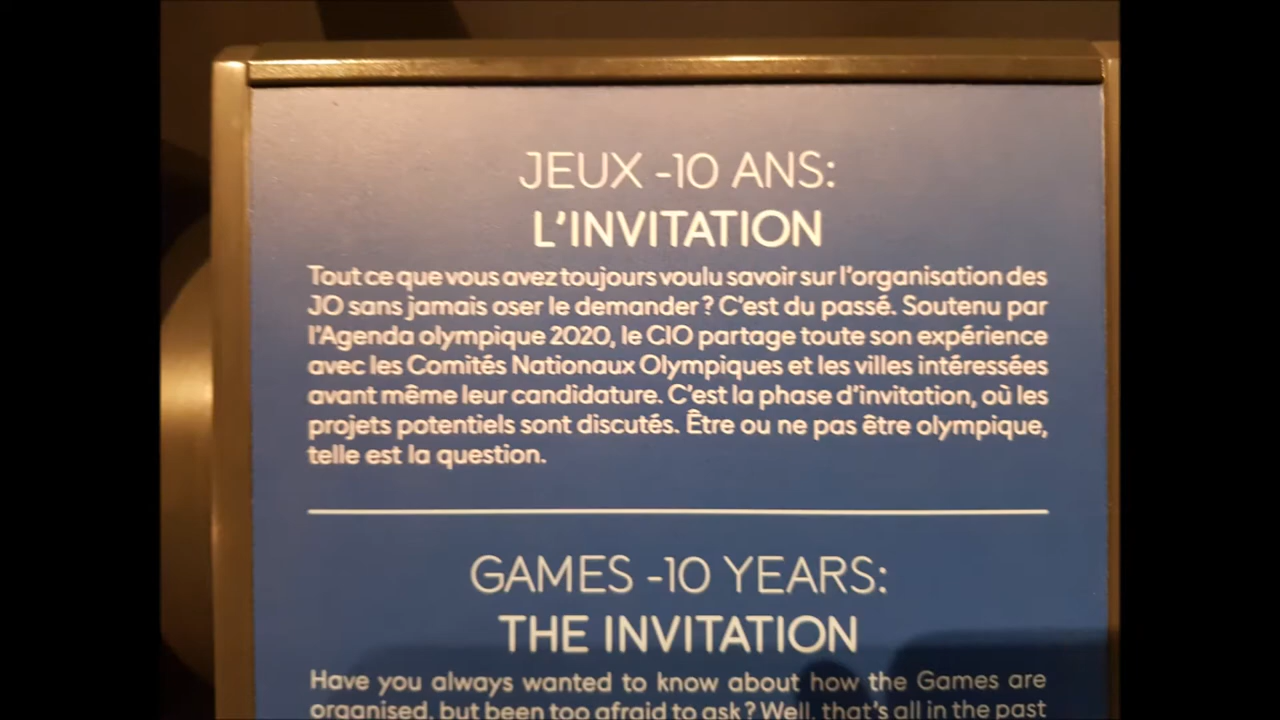 JEUX -10 ANS:
L'INVITATION
Tout ce que vous avez toujours voulu savoir sur l'organisation des
JO sans jamais oser le demander? C'est du passé. Soutenu par
l'Agenda olympique 2020, le CIO partage toute son expérience
avec les Comités Nationaux Olympiques et les villes intéressées
avant même leur candidature. C'est la phase d'invitation, où les
projets potentiels sont discutés. Être ou ne pas être olympique,
telle est la question.
GAMES -10 YEARS:
THE INVITATION
Have you always wanted to know about how the Games are
organised, but been too afraid to ask? Well, that's all in the past